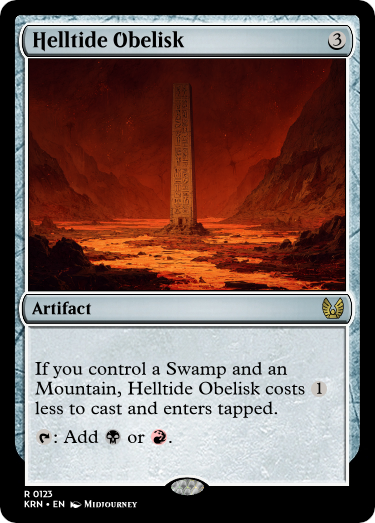 Helltide Obelisk 3
Artifact
If you control a Swamp and an
Mountain, Helltide Obelisk costs 1
less to cast and enters tapped.
: Add or .
R 0123
KRN • EN Midjourney